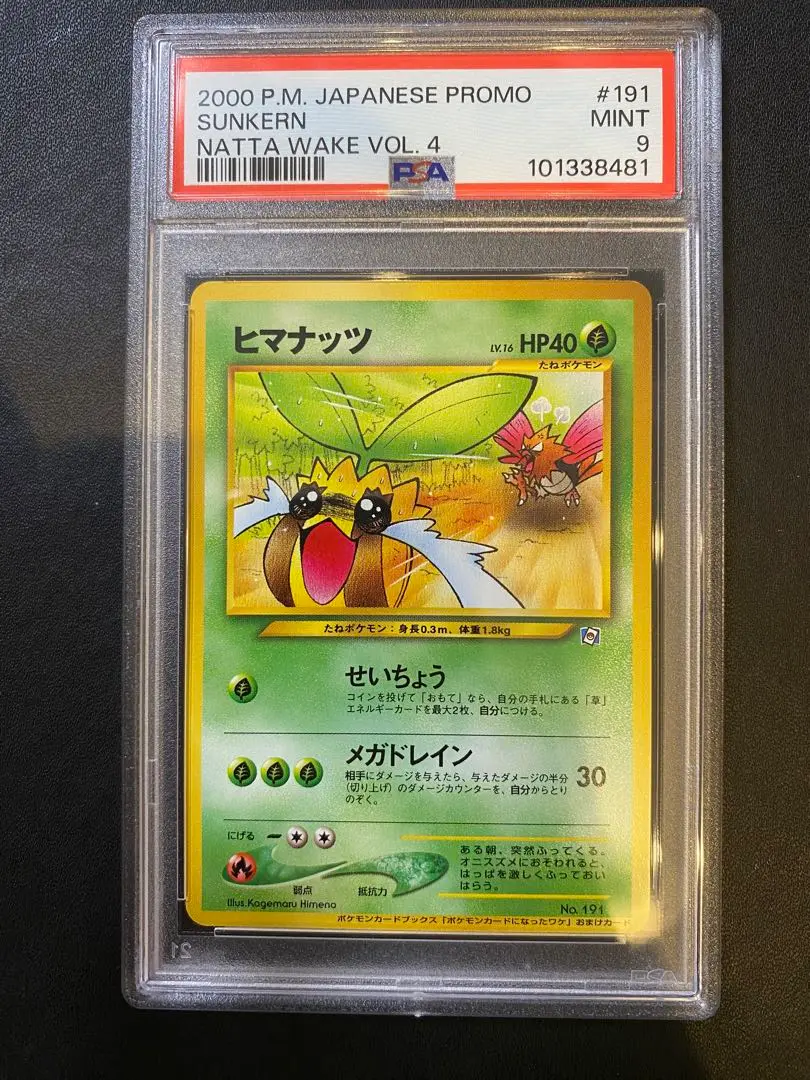 2000 P.M. JAPANESE PROMO #191
SUNKERN MINT
NATTA WAKE VOL. 4 9
PSA 101338481
ヒマナッツ LV.16 HP40
たねポケモン
たねポケモン：身長0.3m、体重1.8kg
せいちょう
コインを投げて「おもて」なら、自分の手札にある「草」
エネルギーカードを最大2枚、自分につける。
メガドレイン 30
相手にダメージを与えたら、与えたダメージの半分
（切り上げ）のダメージカウンターを、自分からとり
のぞく。
にげる
弱点 抵抗力
ある朝、突然ふってくる。
オニスズメにおそわれると、
はっぱを激しくふっておい
はらう。
Illus.Kagemaru Himeno No.191
ポケモンカードブックス「ポケモンカードになったワケ」おまけカード
21
PSA